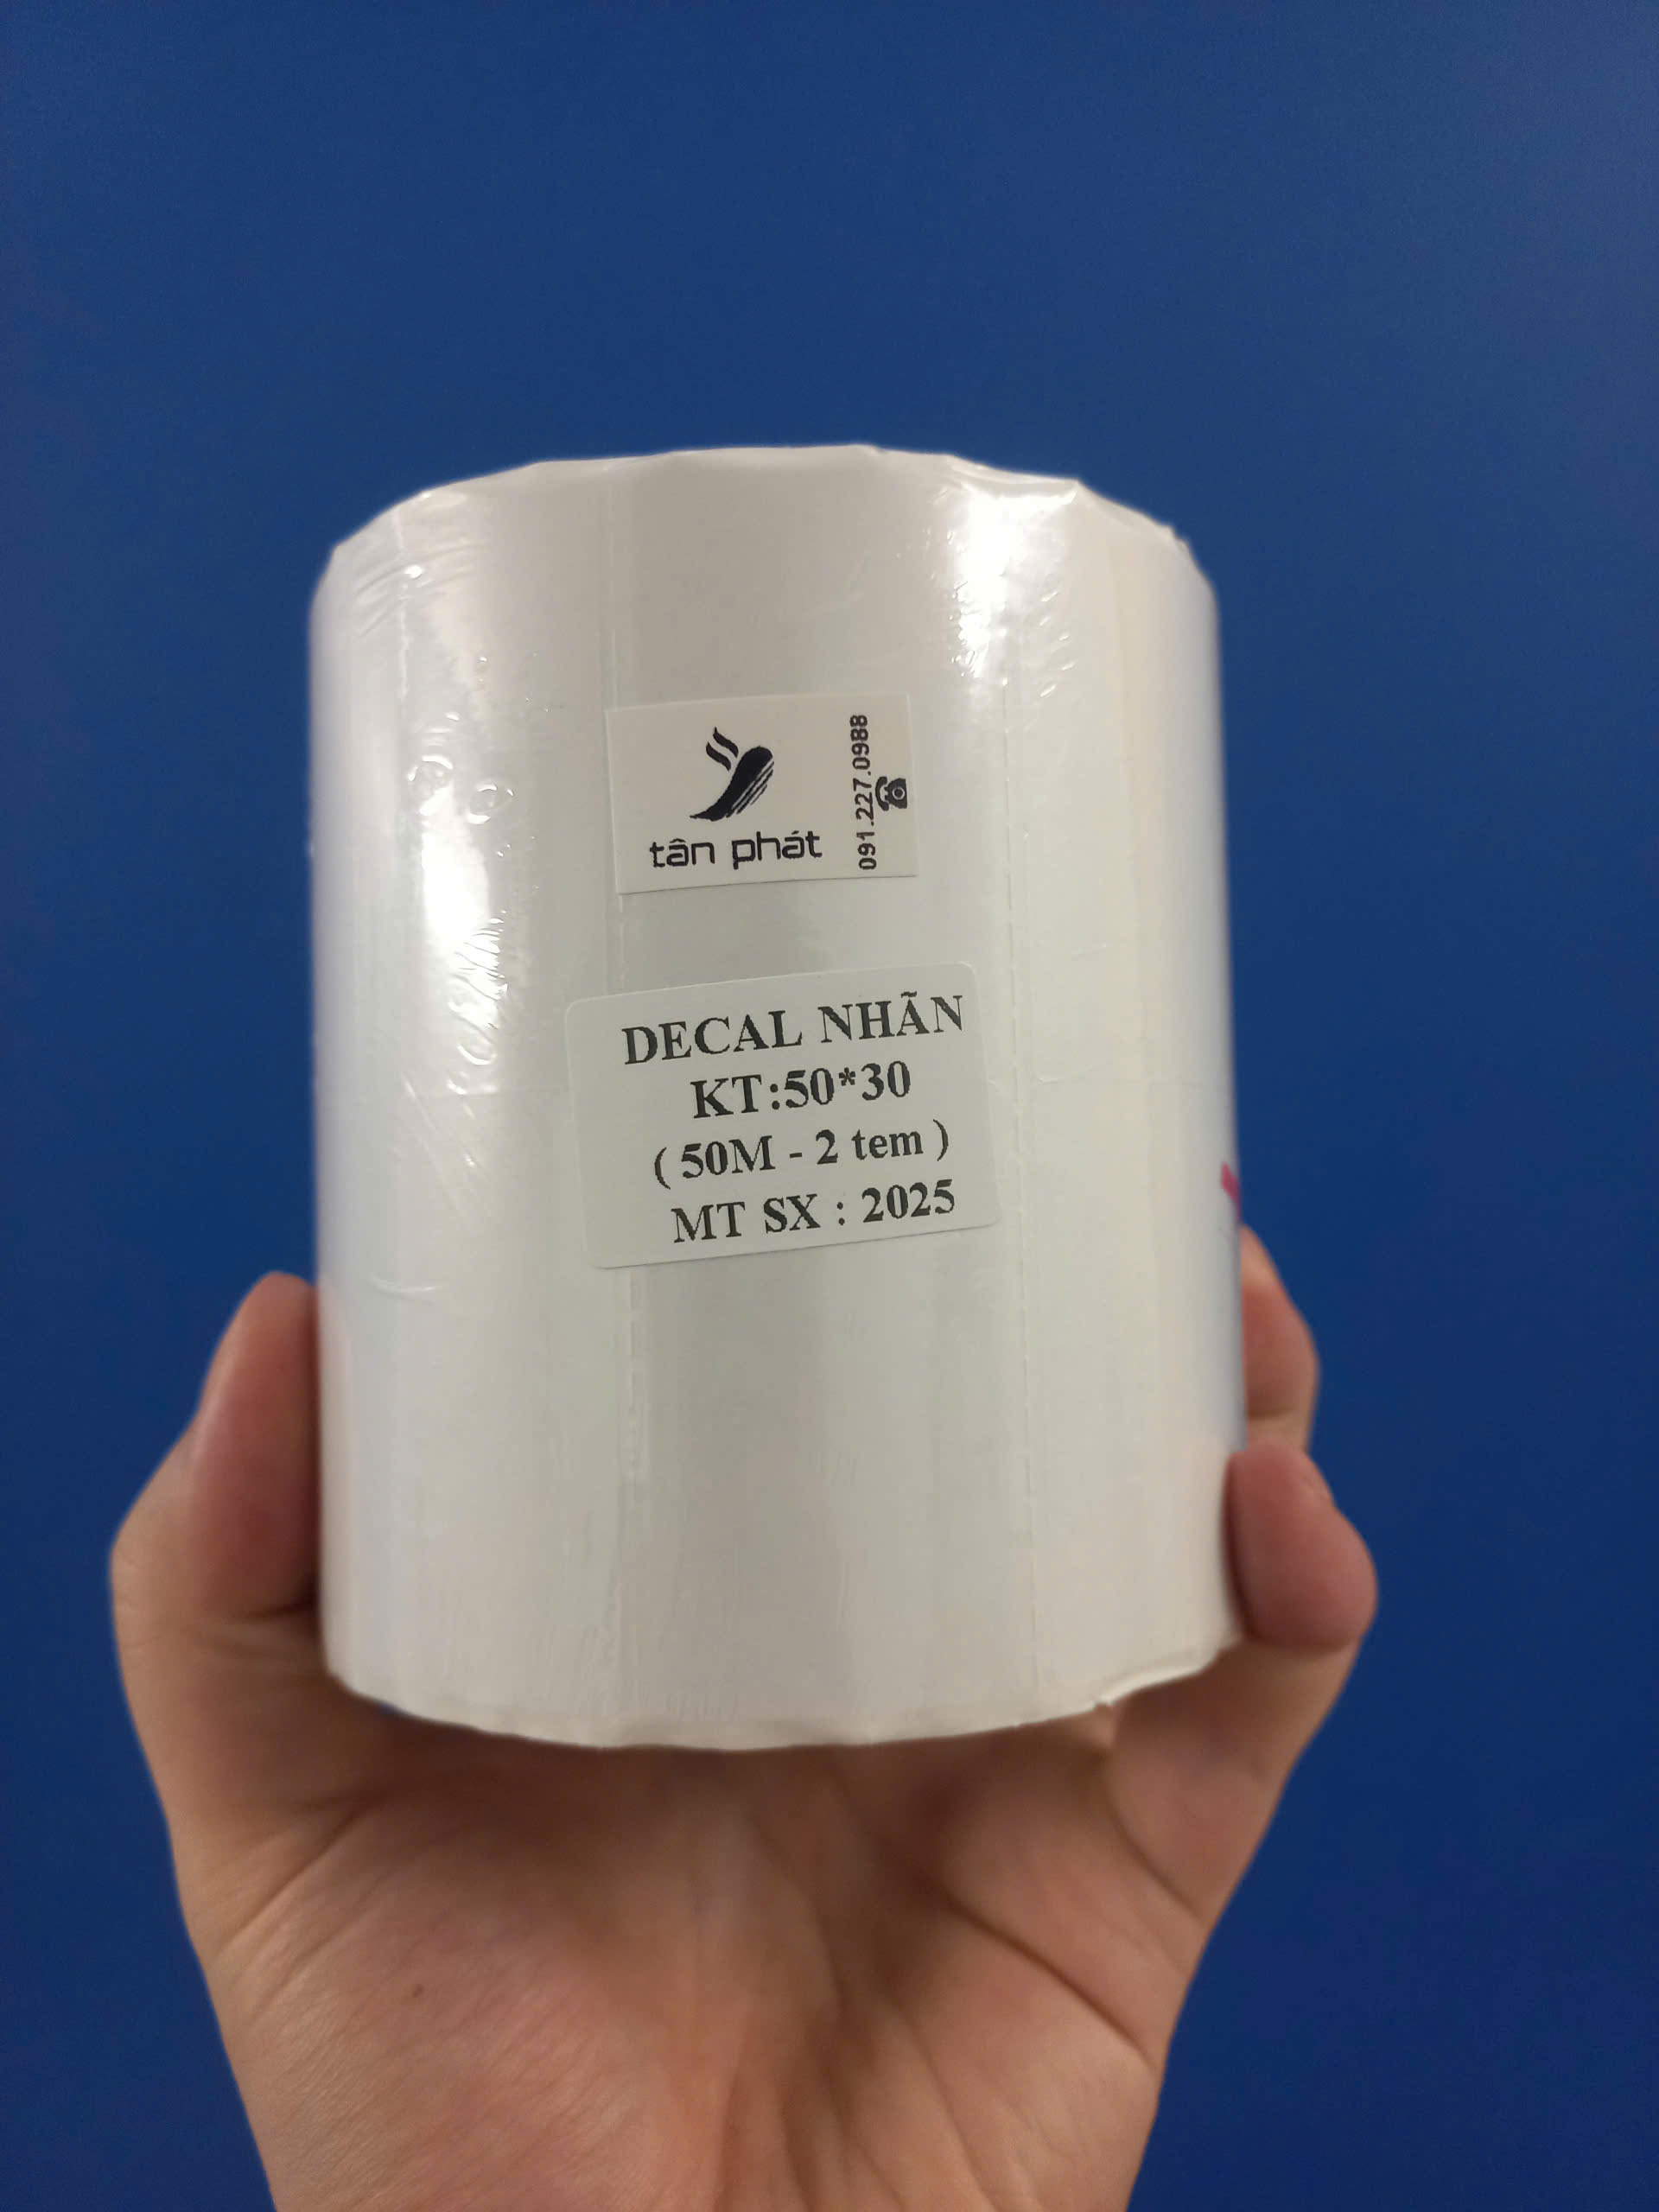 tân phát
091.227.0988
DECAL NHÃN
KT:50*30
( 50M - 2 tem )
MT SX : 2025